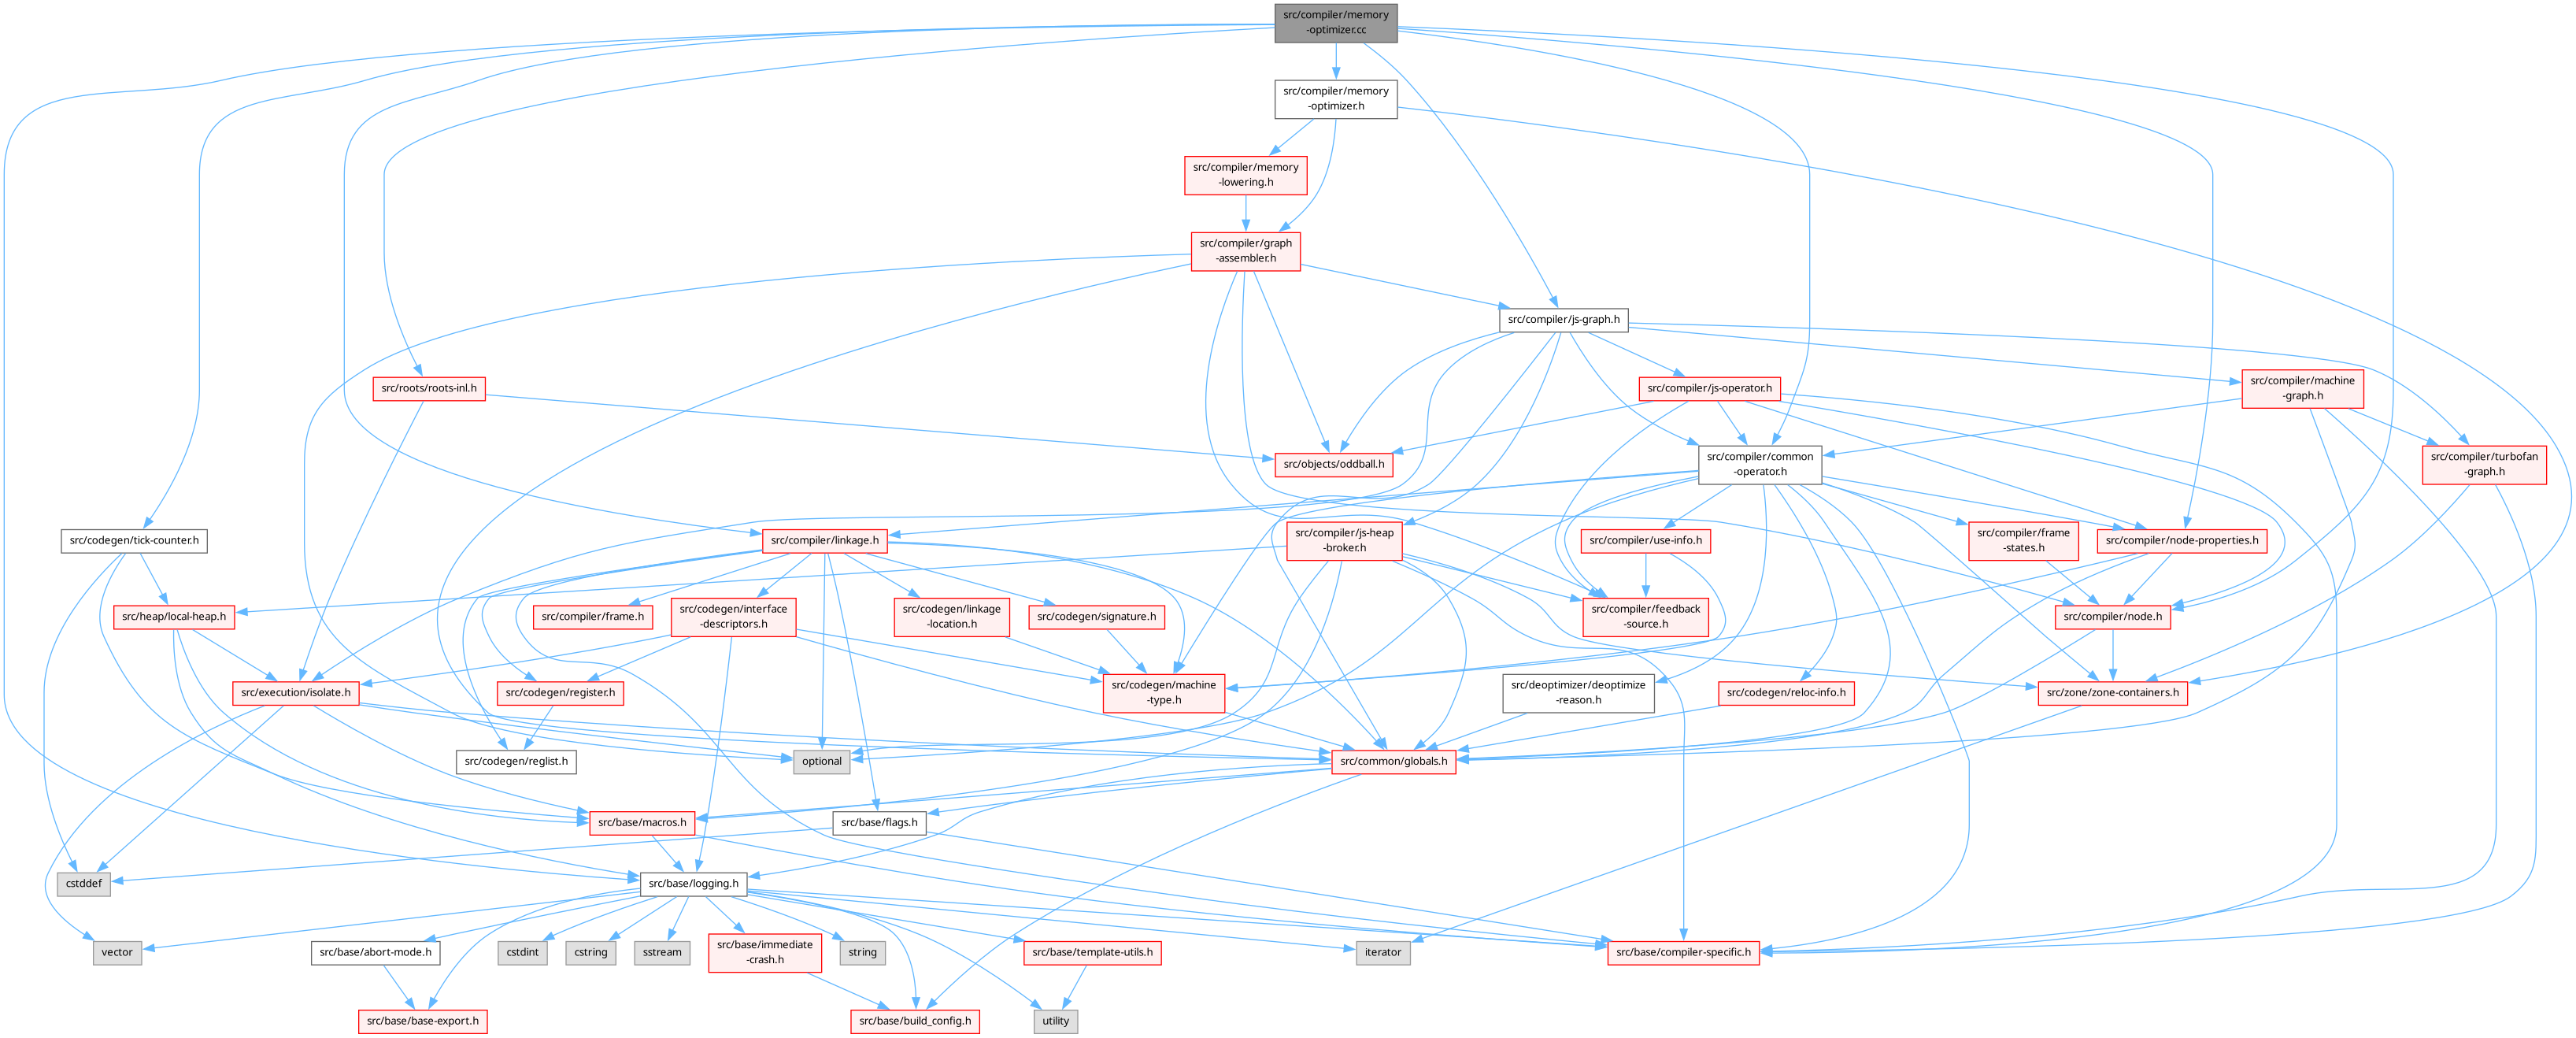 src/compiler/memory
-optimizer.cc
src/compiler/memory
-optimizer.h
src/compiler/memory
-lowering.h
src/compiler/graph
-assembler.h
src/compiler/js-graph.h
src/roots/roots-inl.h
src/compiler/js-operator.h
src/compiler/machine
-graph.h
src/objects/oddball.h
src/compiler/common
-operator.h
src/compiler/turbofan
-graph.h
src/codegen/tick-counter.h
src/compiler/linkage.h
src/compiler/js-heap
-broker.h
src/compiler/use-info.h
src/compiler/frame
-states.h
src/compiler/node-properties.h
src/heap/local-heap.h
src/compiler/frame.h
src/codegen/interface
-descriptors.h
src/codegen/linkage
-location.h
src/codegen/signature.h
src/compiler/feedback
-source.h
src/compiler/node.h
src/execution/isolate.h
src/codegen/register.h
src/codegen/machine
-type.h
src/deoptimizer/deoptimize
-reason.h
src/codegen/reloc-info.h
src/zone/zone-containers.h
src/codegen/reglist.h
optional
src/common/globals.h
src/base/macros.h
src/base/flags.h
cstddef
src/base/logging.h
vector
src/base/abort-mode.h
cstdint
cstring
sstream
src/base/immediate
-crash.h
string
src/base/template-utils.h
iterator
src/base/compiler-specific.h
src/base/base-export.h
src/base/build_config.h
utility